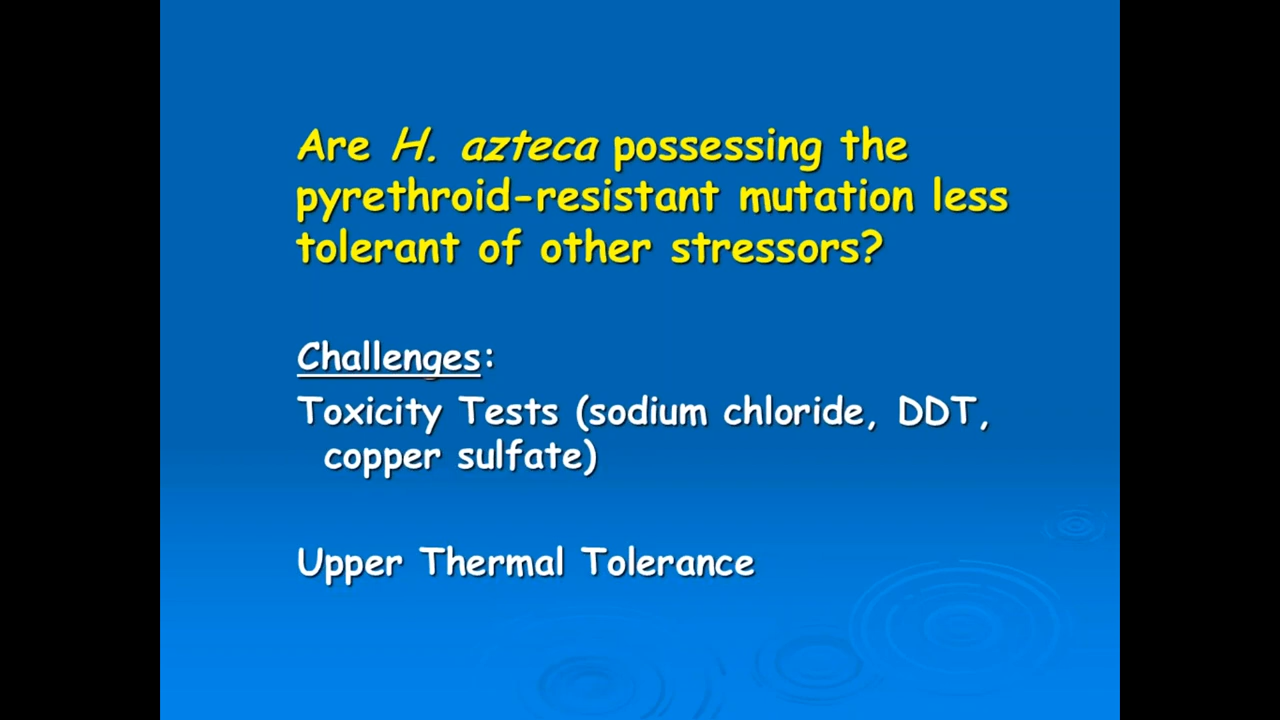 Are H. azteca possessing the
pyrethroid-resistant mutation less
tolerant of other stressors?
Challenges:
Toxicity Tests (sodium chloride, DDT,
copper sulfate)
Upper Thermal Tolerance